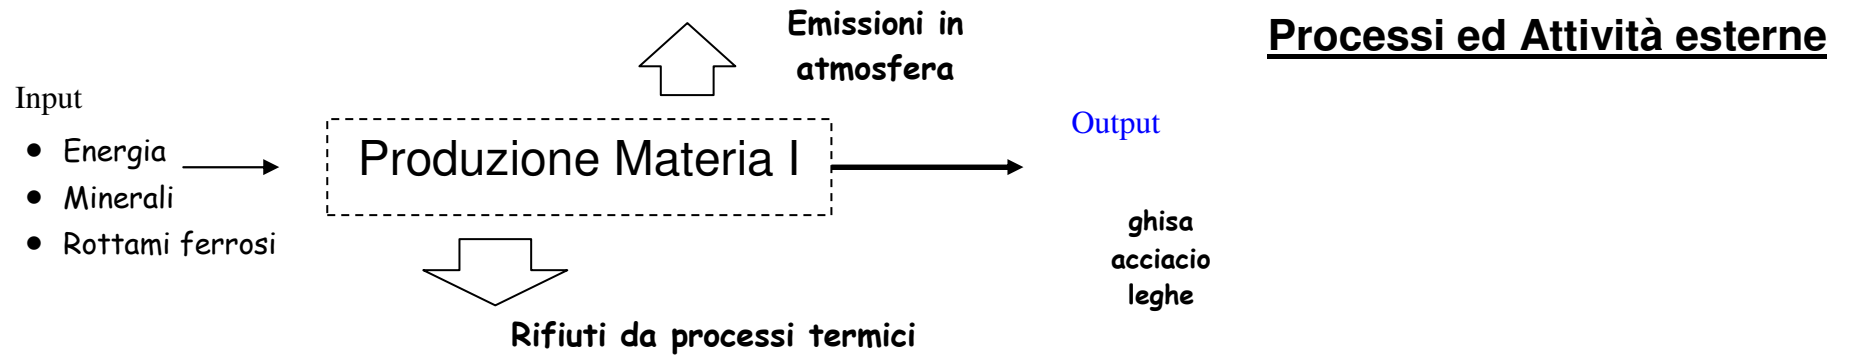 Processi ed Attività esterne
Emissioni in
atmosfera
Input
• Energia
• Minerali
• Rottami ferrosi
Produzione Materia I
Output
ghisa
acciacio
leghe
Rifiuti da processi termici